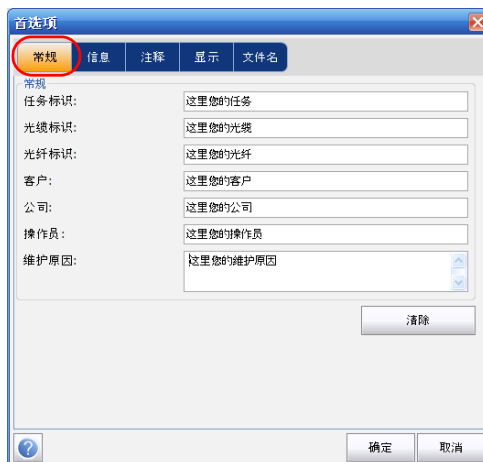 首选项
常规 信息 注释 显示 文件名
常规
任务标识: 这里您的任务
光缆标识: 这里您的光缆
光纤标识: 这里您的光纤
客户: 这里您的客户
公司: 这里您的公司
操作员: 这里您的操作员
维护原因: 这里您的维护原因
清除
? 确定 取消